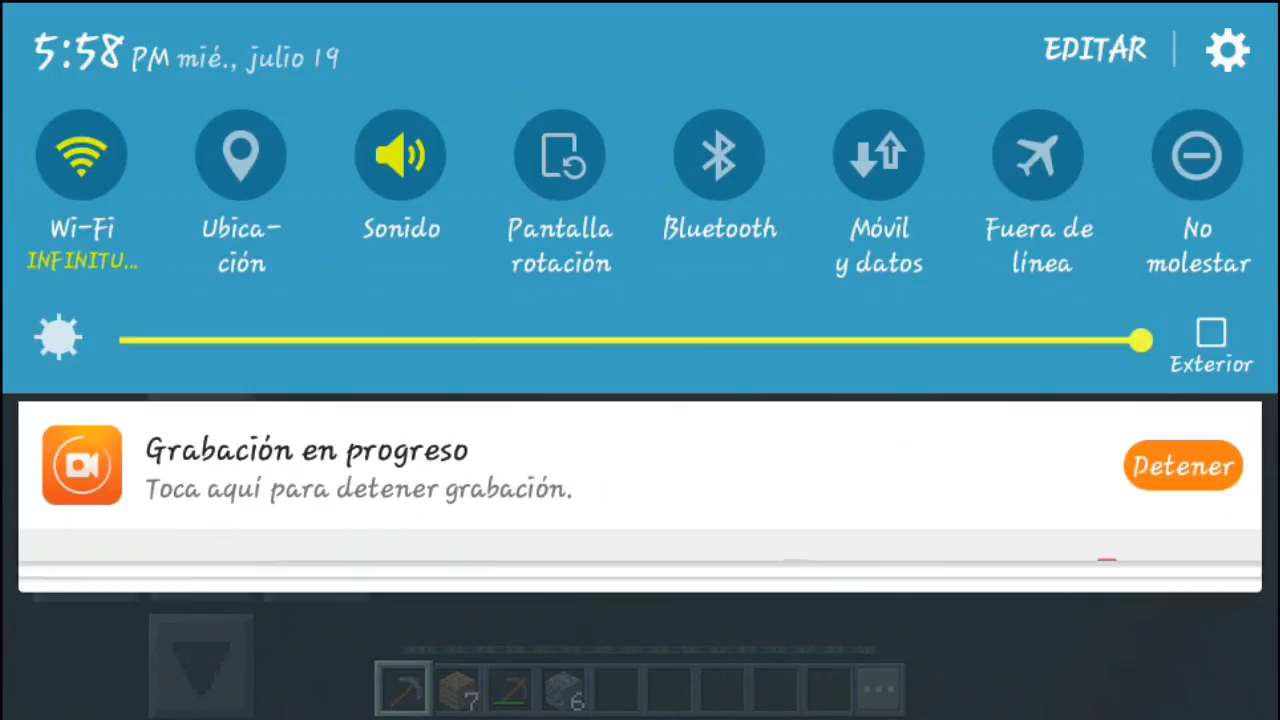 5:58 PM mié., julio 19
EDITAR
Wi-Fi
INFINITU...
Ubica-
ción
Sonido
Pantalla
rotación
Bluetooth
Móvil
y datos
Fuera de
línea
No
molestar
Exterior
Grabación en progreso
Toca aquí para detener grabación.
Detener
7
6